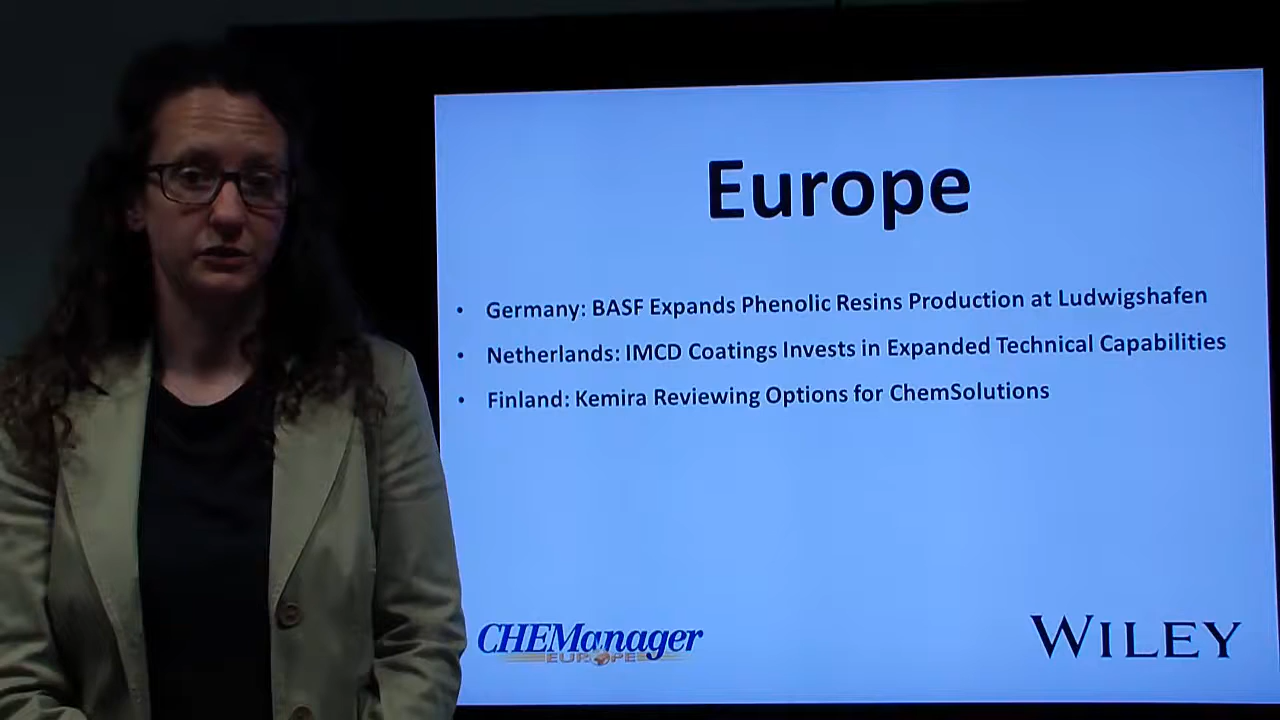 Europe
• Germany: BASF Expands Phenolic Resins Production at Ludwigshafen
• Netherlands: IMCD Coatings Invests in Expanded Technical Capabilities
• Finland: Kemira Reviewing Options for ChemSolutions
CHEManager
EUROPE
WILEY